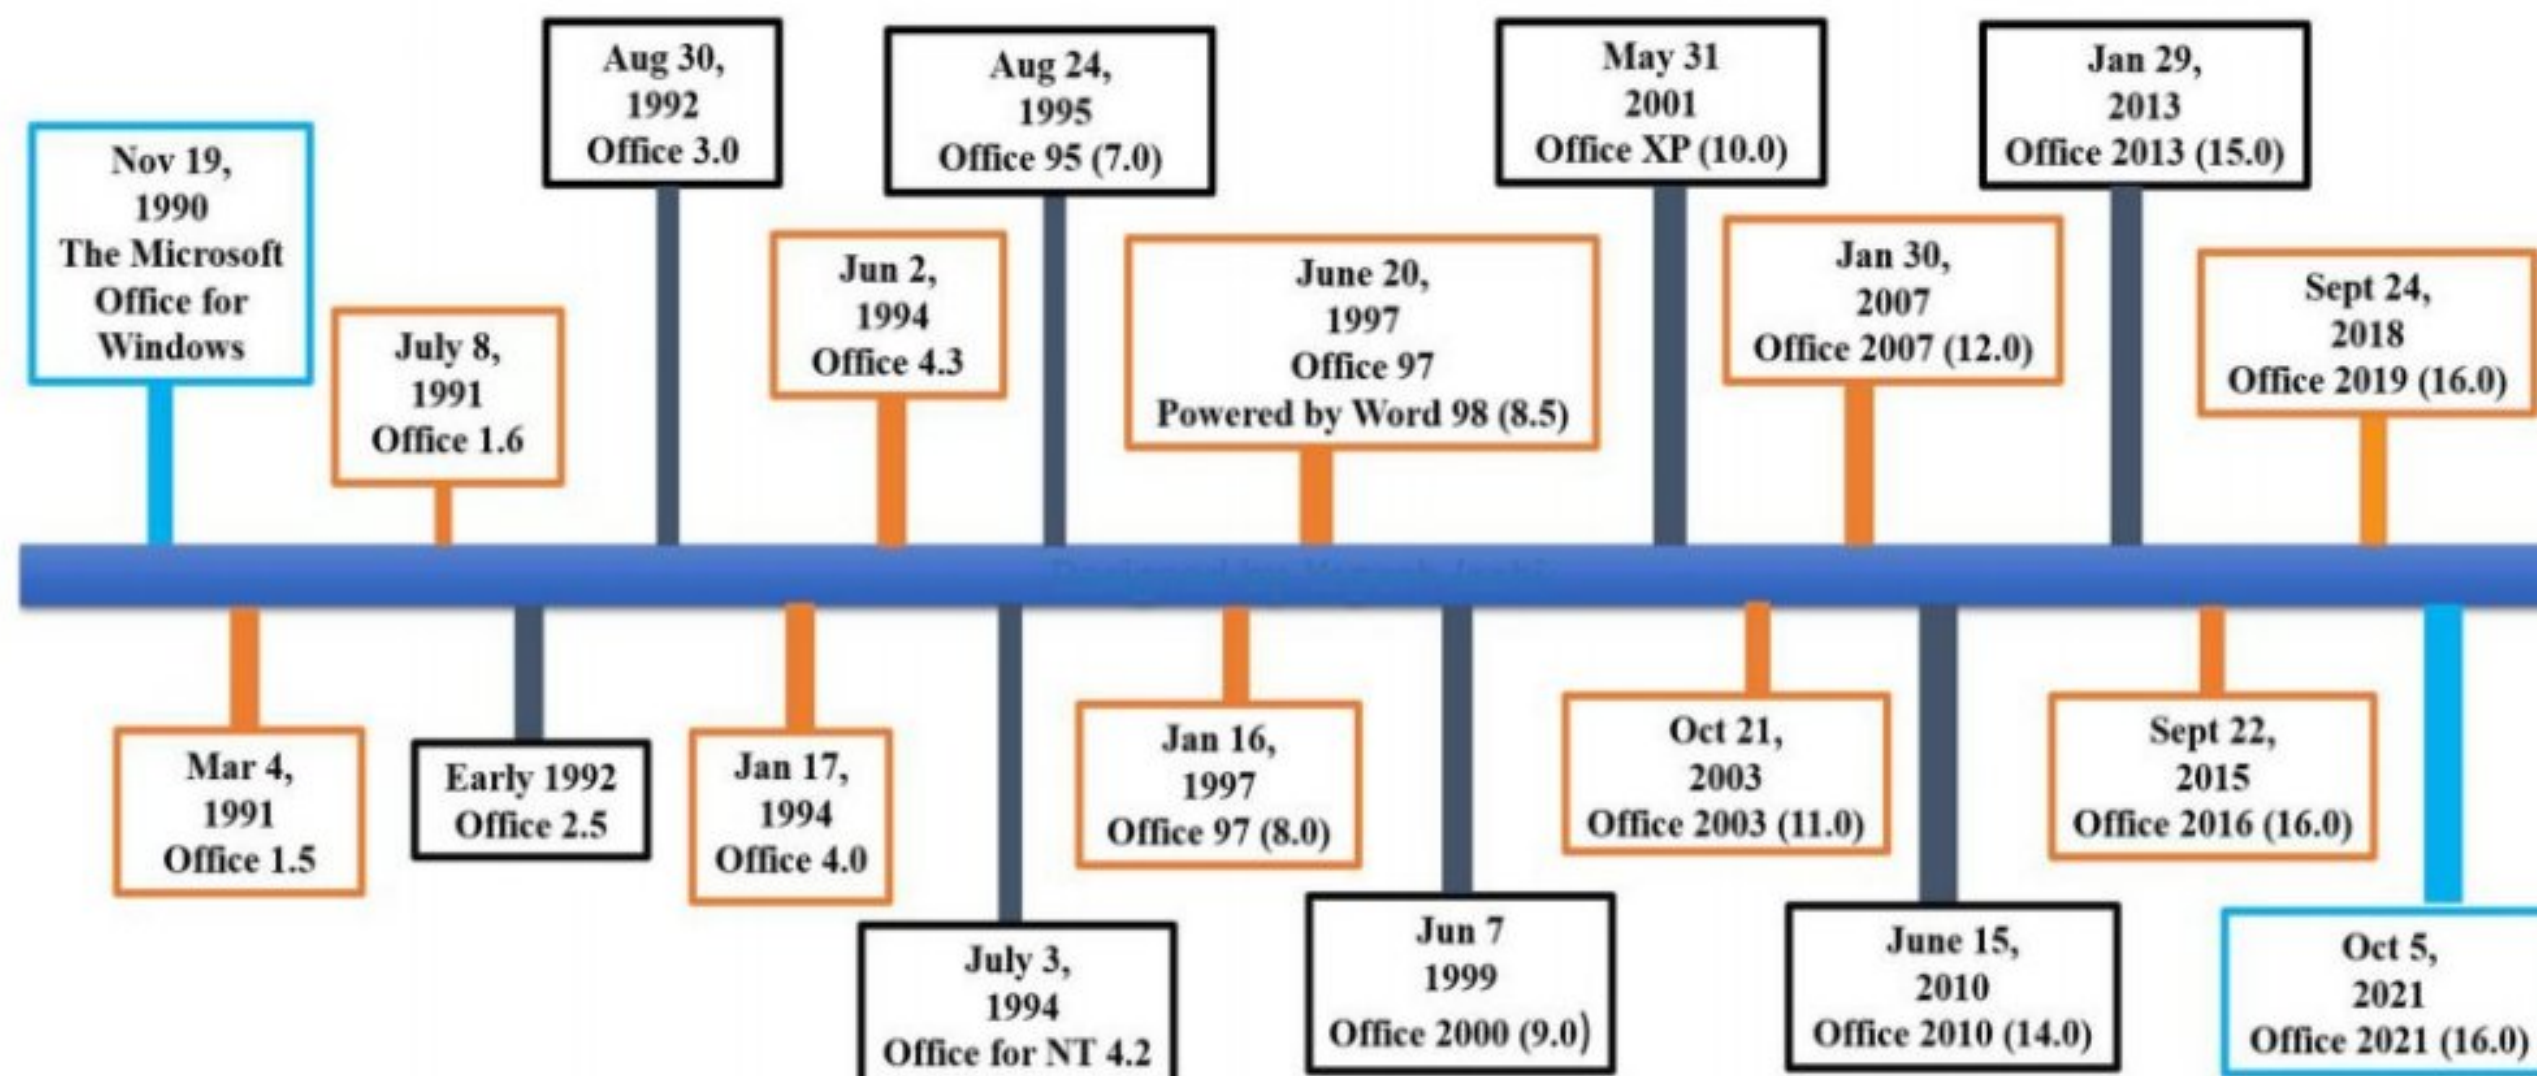 Nov 19,
1990
The Microsoft
Office for
Windows
July 8,
1991
Office 1.6
Aug 30,
1992
Office 3.0
Jun 2,
1994
Office 4.3
Aug 24,
1995
Office 95 (7.0)
June 20,
1997
Office 97
Powered by Word 98 (8.5)
May 31
2001
Office XP (10.0)
Jan 30,
2007
Office 2007 (12.0)
Jan 29,
2013
Office 2013 (15.0)
Sept 24,
2018
Office 2019 (16.0)
Mar 4,
1991
Office 1.5
Early 1992
Office 2.5
Jan 17,
1994
Office 4.0
July 3,
1994
Office for NT 4.2
Jan 16,
1997
Office 97 (8.0)
Jun 7
1999
Office 2000 (9.0)
Oct 21,
2003
Office 2003 (11.0)
June 15,
2010
Office 2010 (14.0)
Sept 22,
2015
Office 2016 (16.0)
Oct 5,
2021
Office 2021 (16.0)